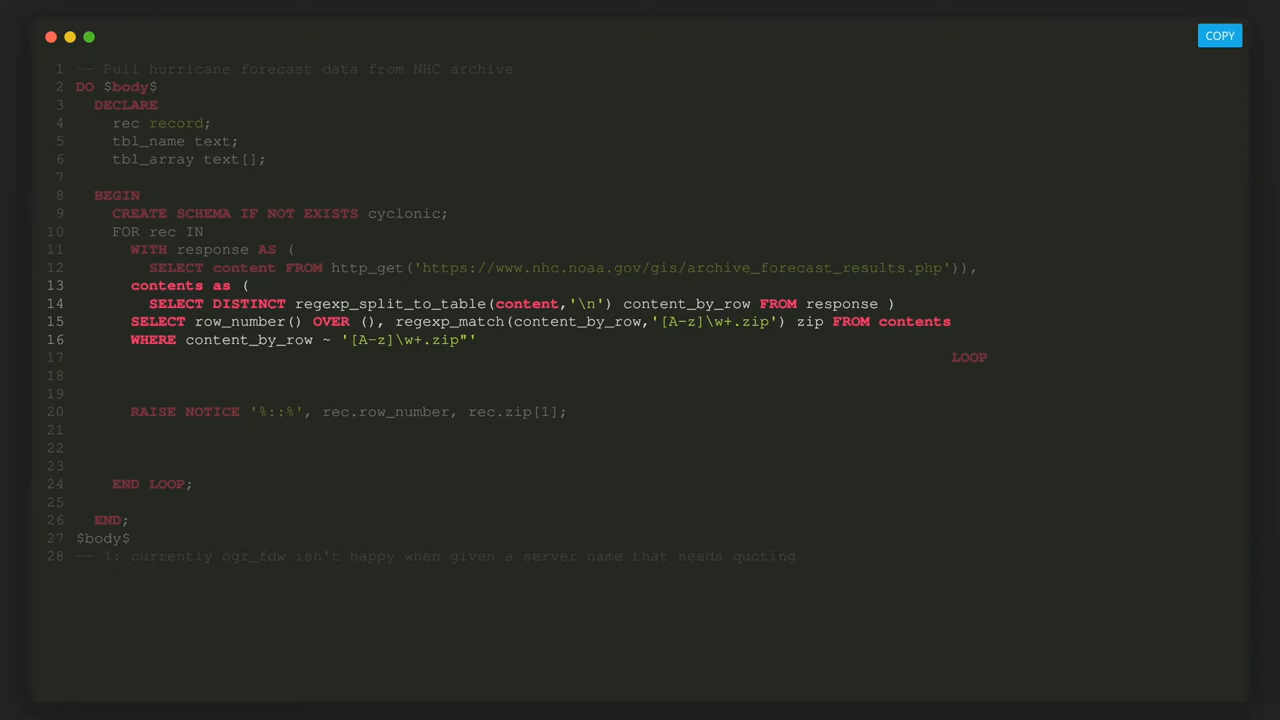 COPY
1 -- Pull hurricane forecast data from NHC archive
2 DO $body$
3 DECLARE
4 rec record;
5 tbl_name text;
6 tbl_array text[];
7
8 BEGIN
9 CREATE SCHEMA IF NOT EXISTS cyclonic;
10 FOR rec IN
11 WITH response AS (
12 SELECT content FROM http_get('https://www.nhc.noaa.gov/gis/archive_forecast_results.php')),
13 contents as (
14 SELECT DISTINCT regexp_split_to_table(content,'\n') content_by_row FROM response )
15 SELECT row_number() OVER (), regexp_match(content_by_row,'[A-z]\w+.zip') zip FROM contents
16 WHERE content_by_row ~ '[A-z]\w+.zip"'
17 LOOP
18
19
20 RAISE NOTICE '%::%', rec.row_number, rec.zip[1];
21
22
23
24 END LOOP;
25
26 END;
27 $body$
28 -- 1: currently ogr_fdw isn't happy when given a server name that needs quoting